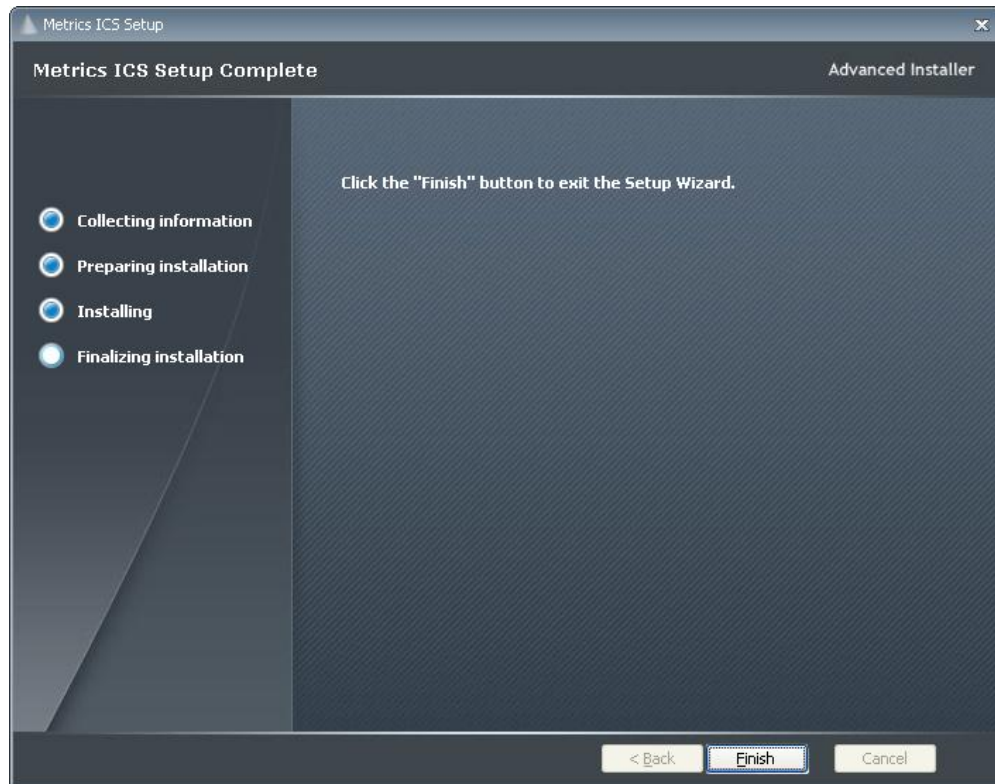 Metrics ICS Setup
Metrics ICS Setup Complete
Advanced Installer
Click the "Finish" button to exit the Setup Wizard.
Collecting information
Preparing installation
Installing
Finalizing installation
< Back
Finish
Cancel